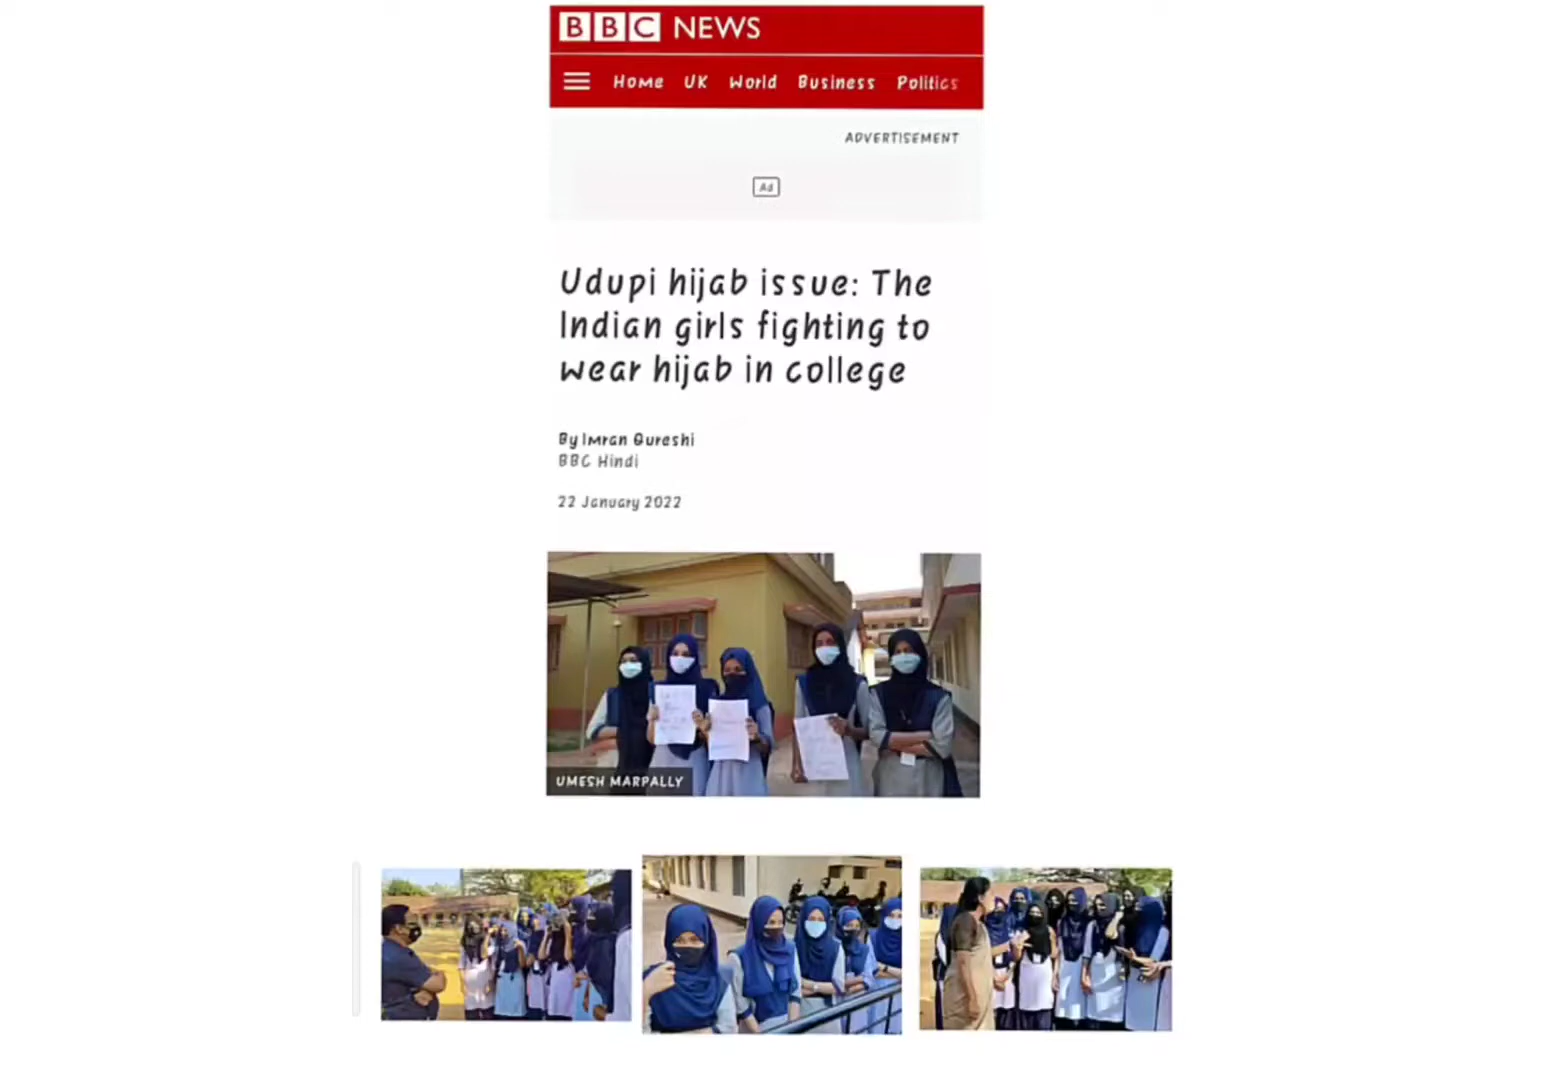 BBC NEWS
Home UK World Business Politics
ADVERTISEMENT
Ad
Udupi hijab issue: The
Indian girls fighting to
wear hijab in college
By Imran Qureshi
BBC Hindi
22 January 2022
UMESH MARPALLY